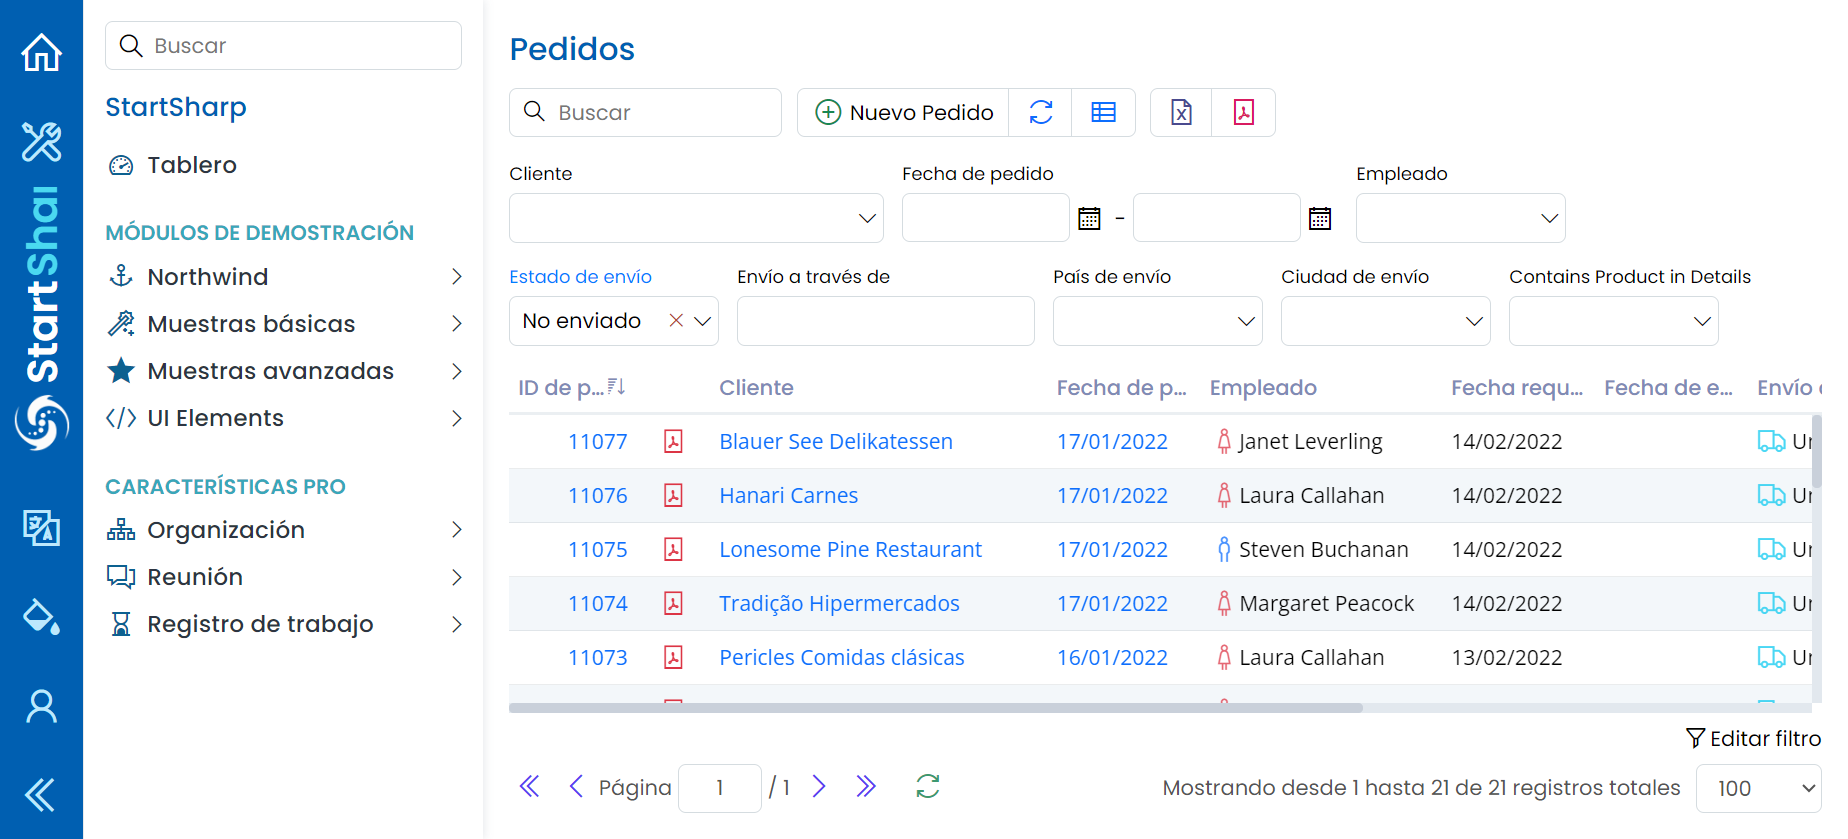 StartShar
Buscar
StartSharp
Tablero
MÓDULOS DE DEMOSTRACIÓN
Northwind
Muestras básicas
Muestras avanzadas
UI Elements
CARACTERÍSTICAS PRO
Organización
Reunión
Registro de trabajo
Pedidos
Buscar
Nuevo Pedido
Cliente
Fecha de pedido
Empleado
-
Estado de envío
Envío a través de
País de envío
Ciudad de envío
Contains Product in Details
No enviado
ID de p... Cliente Fecha de p... Empleado Fecha requ... Fecha de e... Envío
11077 Blauer See Delikatessen 17/01/2022 Janet Leverling 14/02/2022
11076 Hanari Carnes 17/01/2022 Laura Callahan 14/02/2022
11075 Lonesome Pine Restaurant 17/01/2022 Steven Buchanan 14/02/2022
11074 Tradição Hipermercados 17/01/2022 Margaret Peacock 14/02/2022
11073 Pericles Comidas clásicas 16/01/2022 Laura Callahan 13/02/2022
Editar filtro
Página 1 / 1
Mostrando desde 1 hasta 21 de 21 registros totales 100